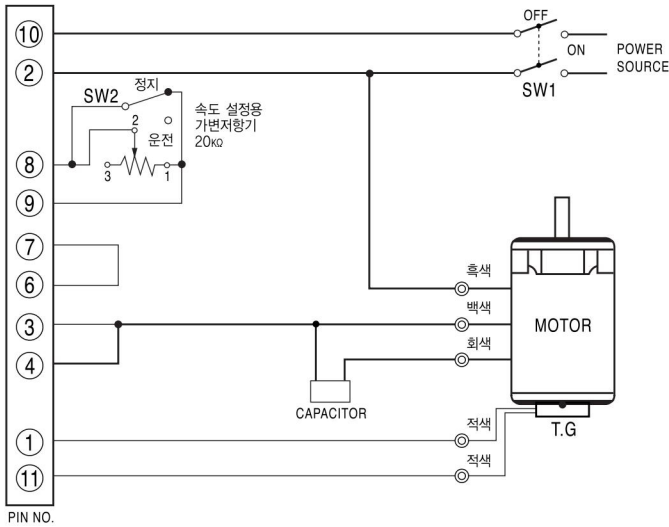 OFF
⑩
ON
POWER
SOURCE
②
SW1
정지
SW2
속도 설정용
가변저항기
20KΩ
2
운전
⑧
3
1
⑨
⑦
흑색
⑥
백색
③
MOTOR
회색
④
CAPACITOR
적색
T.G
①
적색
⑪
PIN NO.